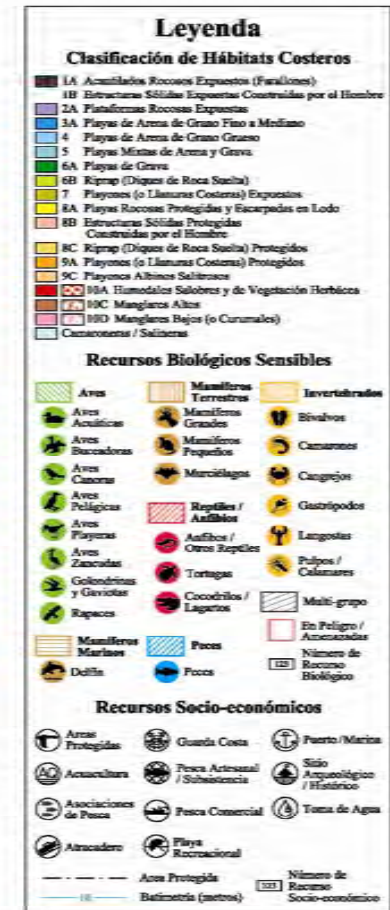 Leyenda
Clasificación de Hábitats Costeros
1A Acantilados Rocosos Expuestos (Farallones)
1B Estructuras Sólidas Expuestas Construidas por el Hombre
2A Plataformas Rocosas Expuestas
3A Playas de Arena de Grano Fino a Mediano
4 Playas de Arena de Grano Grueso
5 Playas Mixtas de Arena y Grava
6A Playas de Grava
6B Riprap (Diques de Roca Suelta)
7 Playones (o Llanuras Costeras) Expuestos
8A Playas Rocosas Protegidas y Escarpadas en Lodo
8B Estructuras Sólidas Protegidas
Construidas por el Hombre
8C Riprap (Diques de Roca Suelta) Protegidos
9A Playones (o Llanuras Costeras) Protegidos
9C Playones Albinos Salitrosos
10A Humedales Salobres y de Vegetación Herbácea
10C Manglares Altos
10D Manglares Bajos (o Curumales)
Camaroneras / Salineras
Recursos Biológicos Sensibles
Aves
Aves
Acuáticas
Aves
Buceadoras
Aves
Canoras
Aves
Pelágicas
Aves
Playeras
Aves
Zancudas
Golondrinas
y Gaviotas
Rapaces
Mamíferos
Marinos
Delfín
Mamíferos
Terrestres
Mamíferos
Grandes
Mamíferos
Pequeños
Murciélagos
Reptiles /
Anfibios
Anfibios /
Otros Reptiles
Tortugas
Cocodrilos /
Lagartos
Peces
Peces
Invertebrados
Bivalvos
Camarones
Cangrejos
Gastrópodos
Langostas
Pulpos /
Calamares
Multi-grupo
En Peligro /
Amenazadas
123 Número de
Recurso
Biológico
Recursos Socio-económicos
Areas
Protegidas
Guarda Costa
Puerto / Marina
AQ Acuacultura
Pesca Artesanal
/ Subsistencia
Sitio
Arqueológico
/ Histórico
Asociaciones
de Pesca
Pesca Comercial
Toma de Agua
Atracadero
Playa
Recreacional
Area Protegida
10 Batimetría (metros)
323 Número de
Recurso
Socio-económico